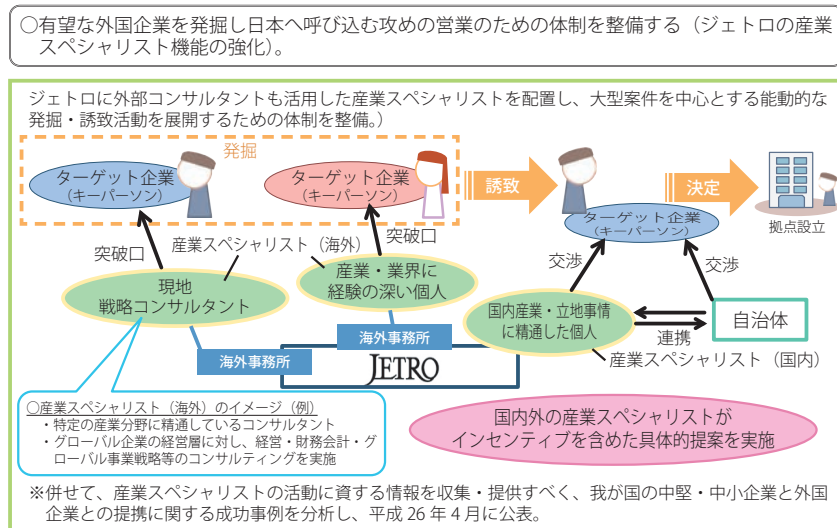 ○有望な外国企業を発掘し日本へ呼び込む攻めの営業のための体制を整備する（ジェトロの産業
スペシャリスト機能の強化）。
ジェトロに外部コンサルタントも活用した産業スペシャリストを配置し、大型案件を中心とする能動的な
発掘・誘致活動を展開するための体制を整備。）
発掘
ターゲット企業
（キーパーソン）
ターゲット企業
（キーパーソン）
誘致
決定
ターゲット企業
（キーパーソン）
拠点設立
突破口
産業スペシャリスト（海外）
突破口
交渉
交渉
現地
戦略コンサルタント
産業・業界に
経験の深い個人
国内産業・立地事情
に精通した個人
連携
自治体
海外事務所
海外事務所
JETRO
産業スペシャリスト（国内）
○産業スペシャリスト（海外）のイメージ（例）
・特定の産業分野に精通しているコンサルタント
・グローバル企業の経営層に対し、経営・財務会計・グ
ローバル事業戦略等のコンサルティングを実施
国内外の産業スペシャリストが
インセンティブを含めた具体的提案を実施
※併せて、産業スペシャリストの活動に資する情報を収集・提供すべく、我が国の中堅・中小企業と外国
企業との提携に関する成功事例を分析し、平成 26 年 4 月に公表。